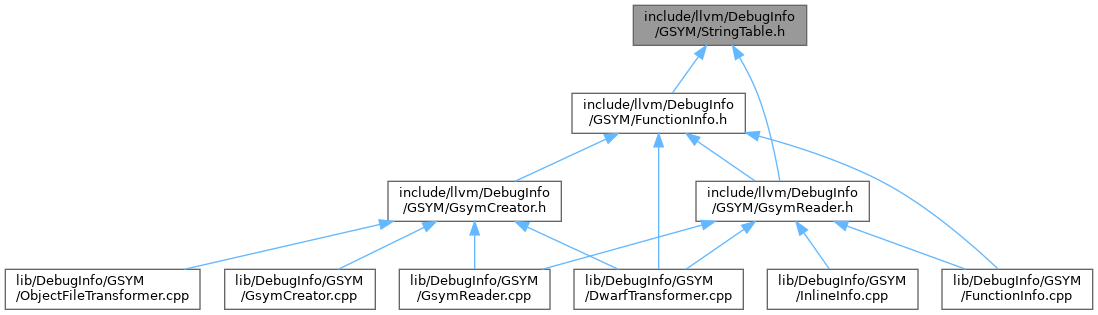 include/llvm/DebugInfo
/GSYM/StringTable.h
include/llvm/DebugInfo
/GSYM/FunctionInfo.h
include/llvm/DebugInfo
/GSYM/GsymCreator.h
include/llvm/DebugInfo
/GSYM/GsymReader.h
lib/DebugInfo/GSYM
/ObjectFileTransformer.cpp
lib/DebugInfo/GSYM
/GsymCreator.cpp
lib/DebugInfo/GSYM
/GsymReader.cpp
lib/DebugInfo/GSYM
/DwarfTransformer.cpp
lib/DebugInfo/GSYM
/InlineInfo.cpp
lib/DebugInfo/GSYM
/FunctionInfo.cpp